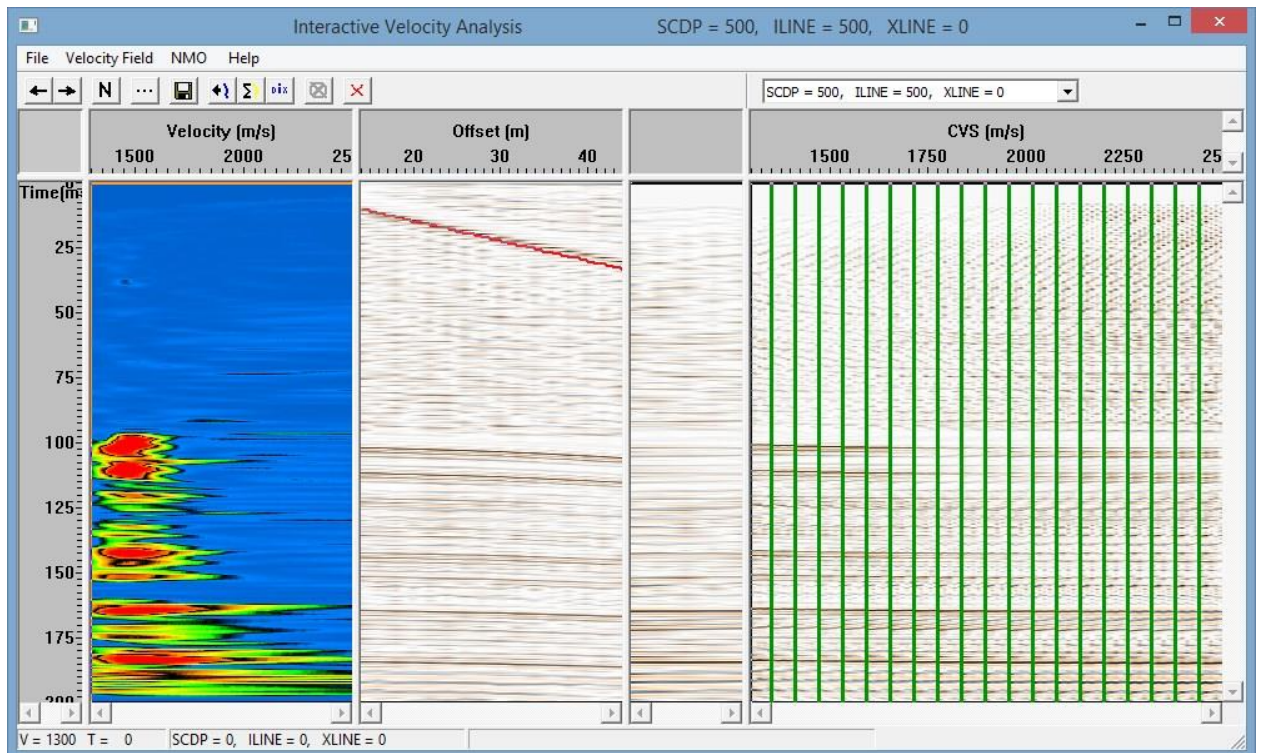 Interactive Velocity Analysis SCDP = 500, ILINE = 500, XLINE = 0
File Velocity Field NMO Help
N ... Σ DIX SCDP = 500, ILINE = 500, XLINE = 0
Velocity (m/s) Offset (m) CVS (m/s)
1500 2000 25 20 30 40 1500 1750 2000 2250 25
25
50
75
100
125
150
175
200
V = 1300 T = 0 SCDP = 0, ILINE = 0, XLINE = 0